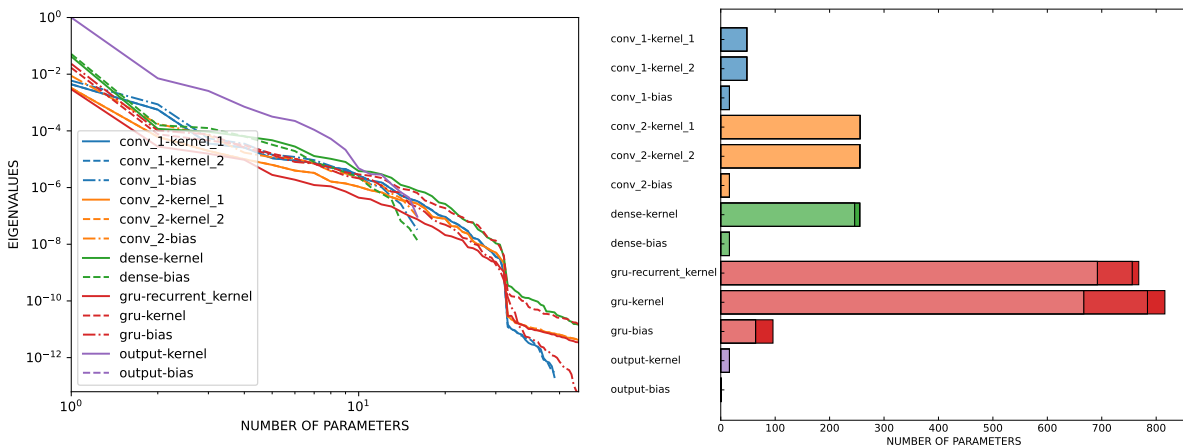 10^0
10^-2
10^-4
10^-6
10^-8
10^-10
10^-12
EIGENVALUES
conv_1-kernel_1
conv_1-kernel_2
conv_1-bias
conv_2-kernel_1
conv_2-kernel_2
conv_2-bias
dense-kernel
dense-bias
gru-recurrent_kernel
gru-kernel
gru-bias
output-kernel
output-bias
10^0 10^1
NUMBER OF PARAMETERS
conv_1-kernel_1
conv_1-kernel_2
conv_1-bias
conv_2-kernel_1
conv_2-kernel_2
conv_2-bias
dense-kernel
dense-bias
gru-recurrent_kernel
gru-kernel
gru-bias
output-kernel
output-bias
0 100 200 300 400 500 600 700 800
NUMBER OF PARAMETERS